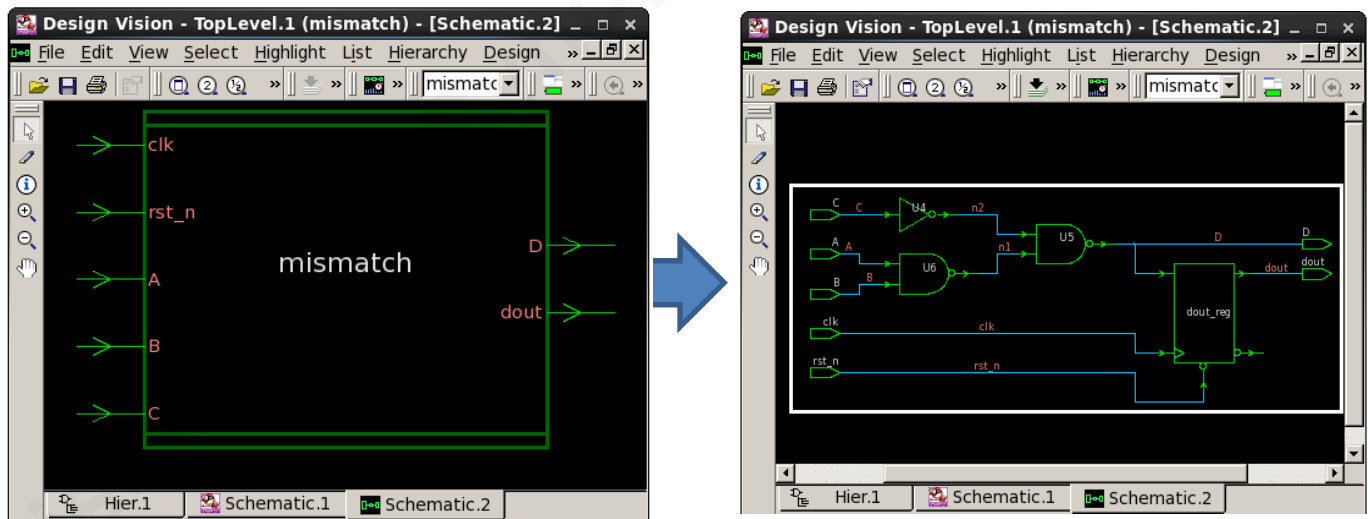 Design Vision - TopLevel.1 (mismatch) - [Schematic.2]
File Edit View Select Highlight List Hierarchy Design »
» » mismatc » »
clk
rst_n
A
B
C
mismatch
D
dout
Hier.1 Schematic.1 Schematic.2
Design Vision - TopLevel.1 (mismatch) - [Schematic.2]
File Edit View Select Highlight List Hierarchy Design »
» » mismatc » »
C C U4 n2
A A U6 n1 U5 D D
B B
dout dout
dout_reg
clk clk
rst_n rst_n
Hier.1 Schematic.1 Schematic.2